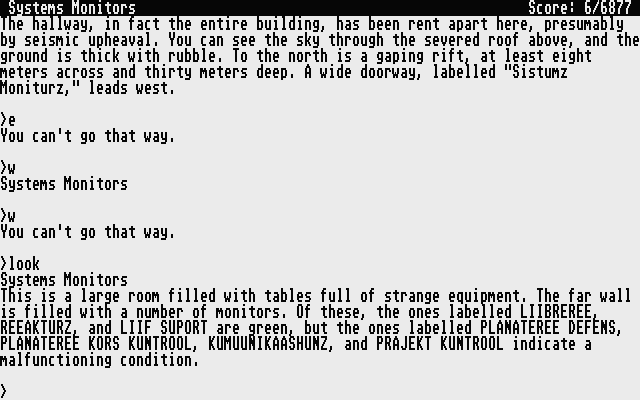 Systems Monitors Score: 6/6877
The hallway, in fact the entire building, has been rent apart here, presumably
by seismic upheaval. You can see the sky through the severed roof above, and the
ground is thick with rubble. To the north is a gaping rift, at least eight
meters across and thirty meters deep. A wide doorway, labelled "Sistumz
Moniturz," leads west.
>e
You can't go that way.
>w
Systems Monitors
>w
You can't go that way.
>look
Systems Monitors
This is a large room filled with tables full of strange equipment. The far wall
is filled with a number of monitors. Of these, the ones labelled LIIBREREE,
REEAKTURZ, and LIIF SUPORT are green, but the ones labelled PLANATEREE DEFENS,
PLANATEREE KORS KUNTROOL, KUMUUNIKAASHUNZ, and PRAJEKT KUNTROOL indicate a
malfunctioning condition.
>